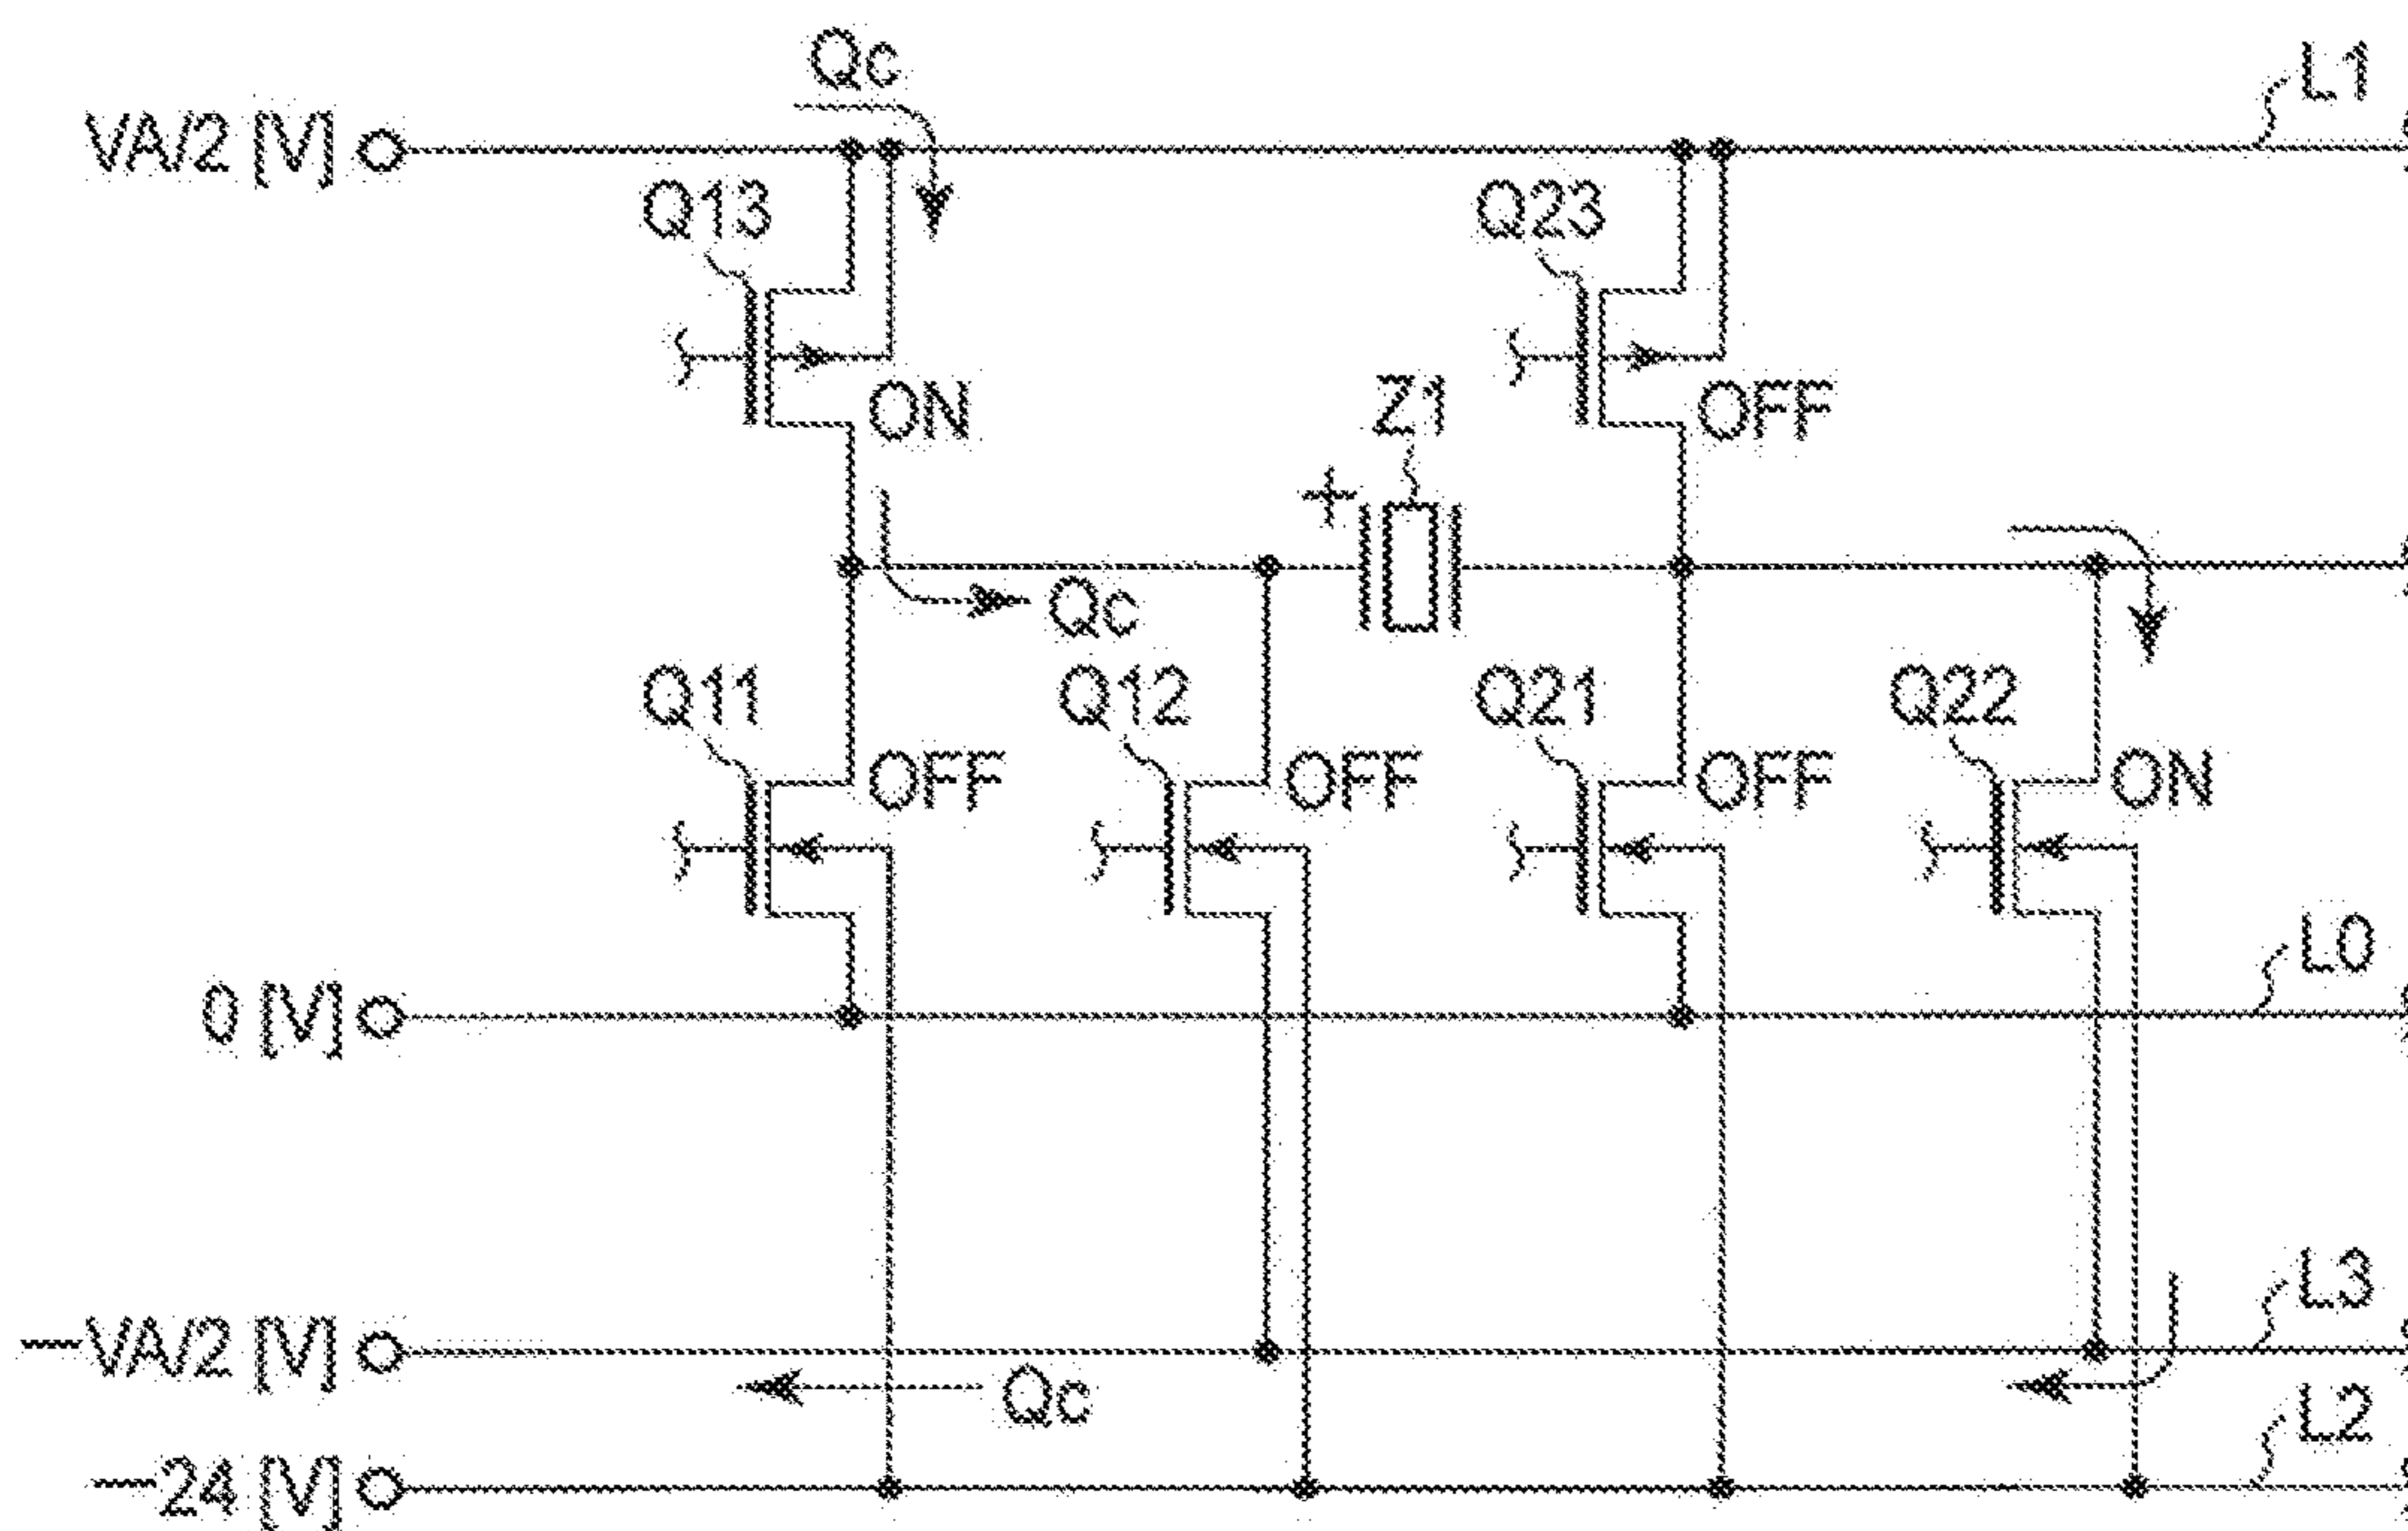 Qc
L1
VA/2 [V]
Q13
Q23
ON
Z1
OFF
+
Qc
Q11
Q12
Q21
Q22
OFF
OFF
OFF
ON
L0
0 [V]
L3
—VA/2 [V]
Qc
L2
—24 [V]